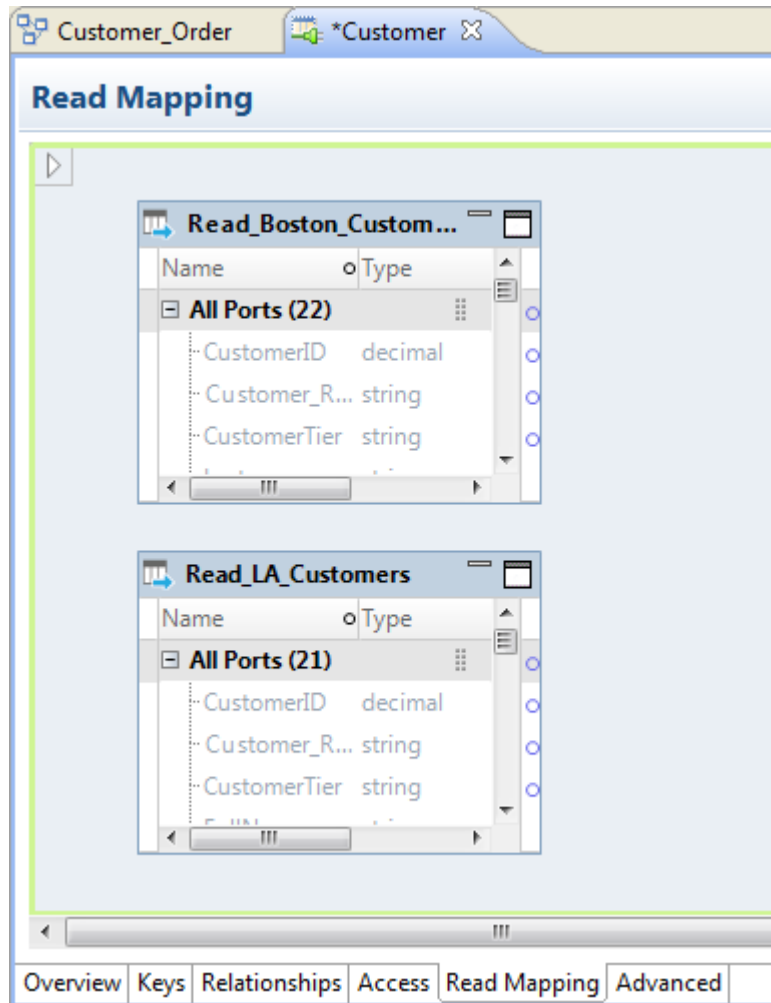 Customer_Order *Customer
Read Mapping
Read_Boston_Custom...
Name Type
All Ports (22)
CustomerID decimal
Customer_R... string
CustomerTier string
Read_LA_Customers
Name Type
All Ports (21)
CustomerID decimal
Customer_R... string
CustomerTier string
Overview Keys Relationships Access Read Mapping Advanced